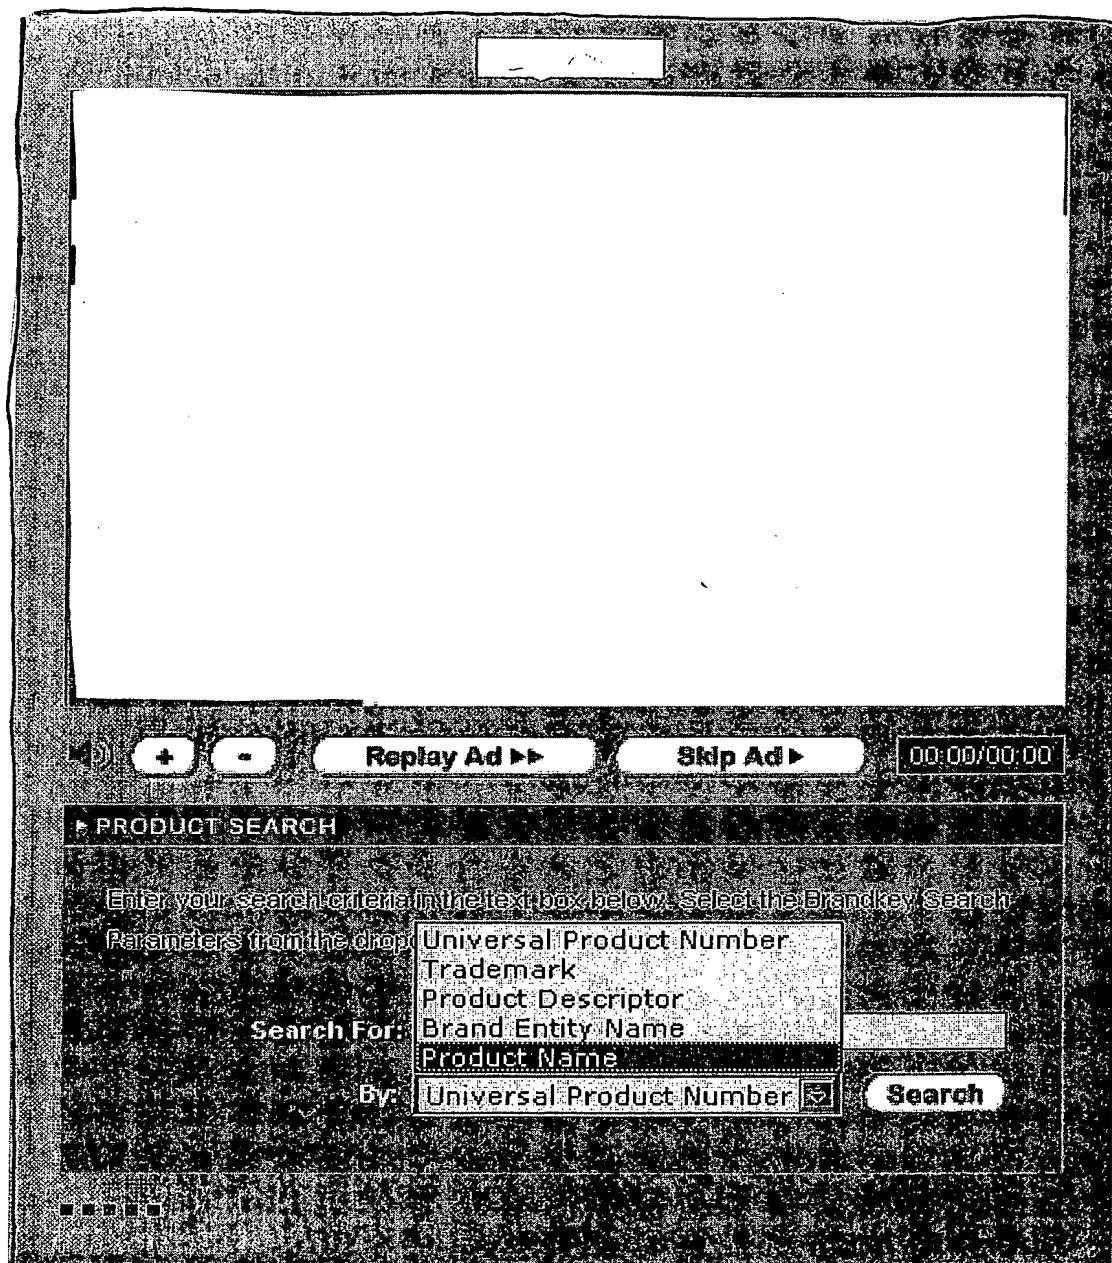 + - Replay Ad ▶▶ Skip Ad ▶ 00:00/00:00
▶ PRODUCT SEARCH
Enter your search criteria in the text box below. Select the Brandkey Search
Parameters from the drop
Universal Product Number
Trademark
Product Descriptor
Search For: Brand Entity Name
Product Name
By: Universal Product Number Search